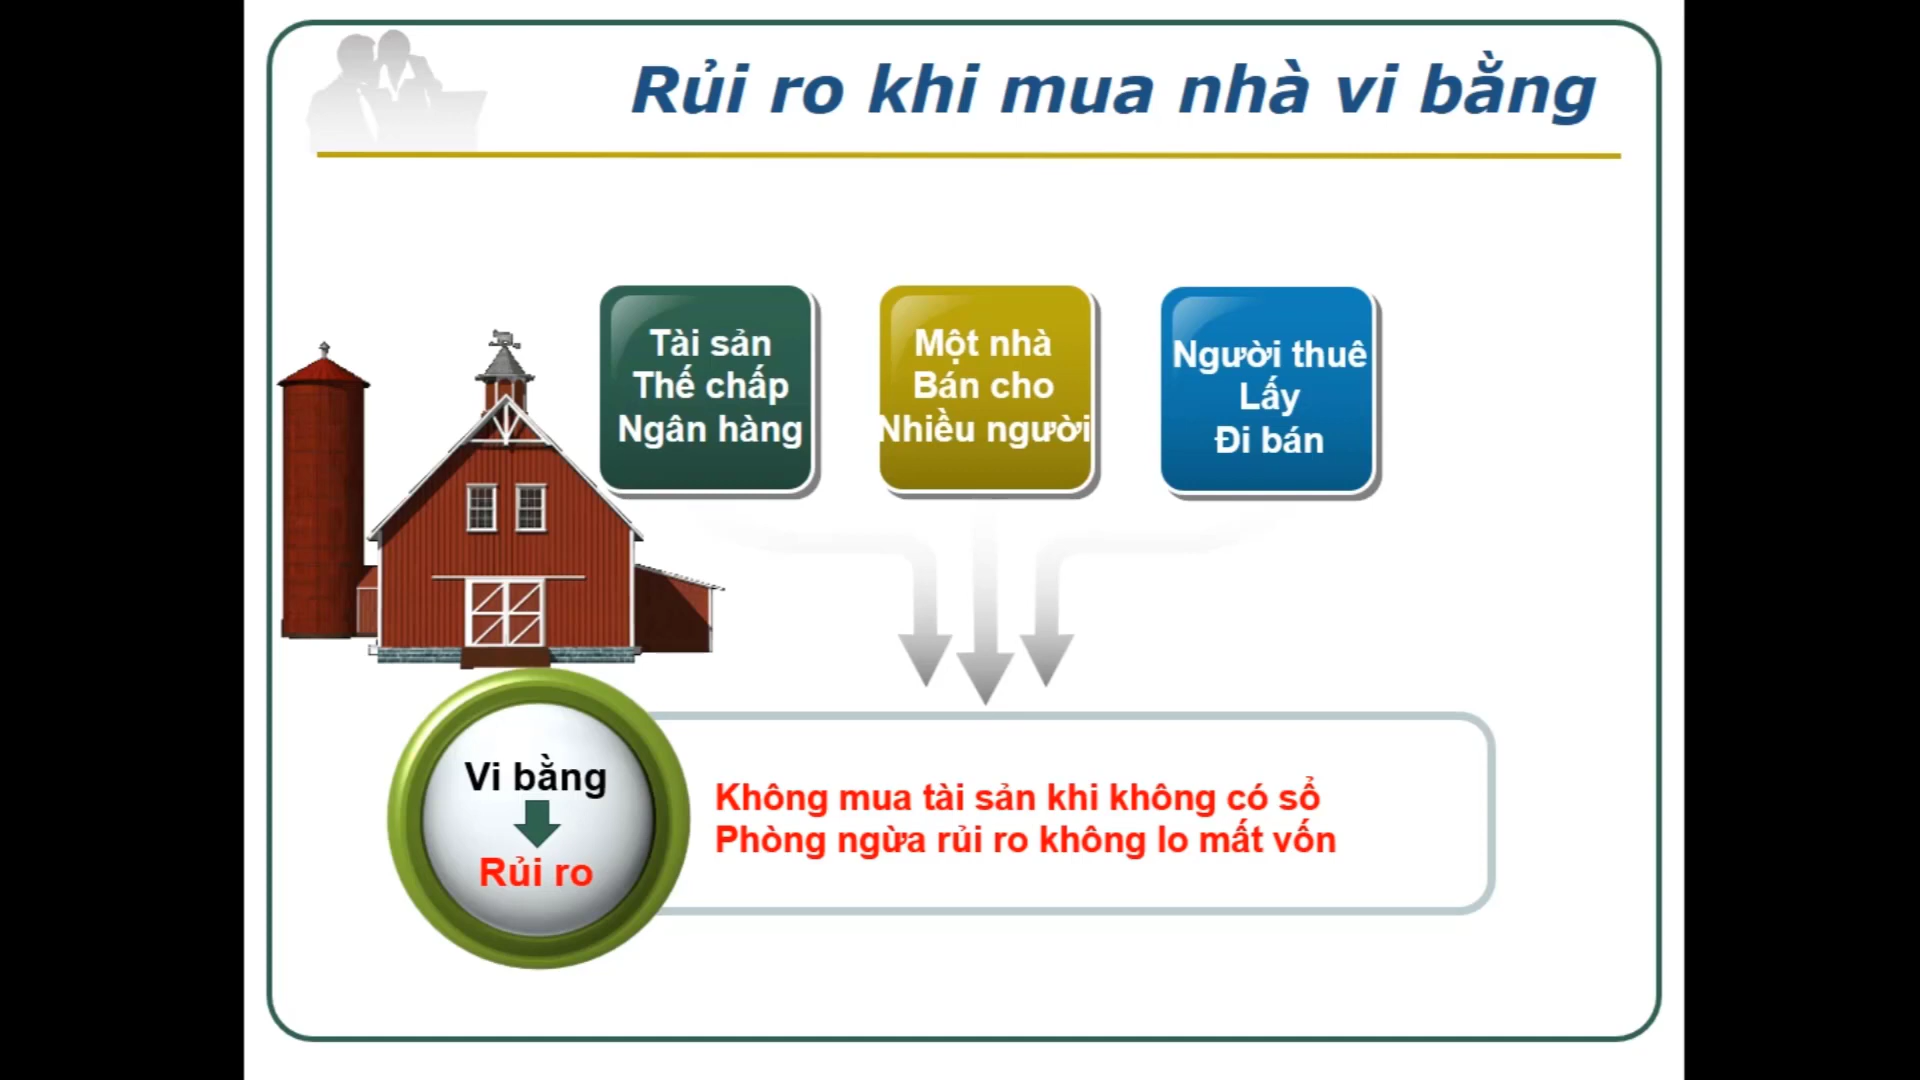 Rủi ro khi mua nhà vi bằng
Tài sản
Thế chấp
Ngân hàng
Một nhà
Bán cho
Nhiều người
Người thuê
Lấy
Đi bán
Vi bằng
Rủi ro
Không mua tài sản khi không có sổ
Phòng ngừa rủi ro không lo mất vốn